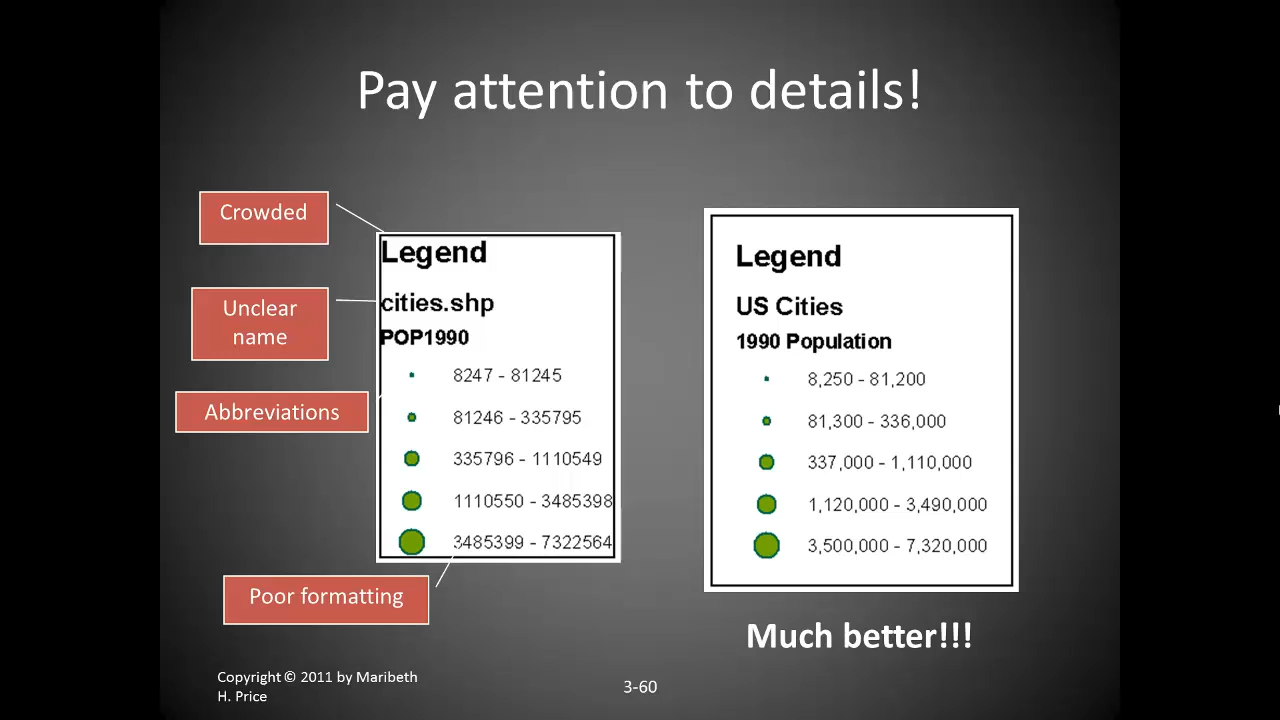 Pay attention to details!
Crowded
Unclear
name
Abbreviations
Poor formatting
Legend
cities.shp
POP1990
8247 - 81245
81246 - 335795
335796 - 1110549
1110550 - 3485398
3485399 - 7322564
Legend
US Cities
1990 Population
8,250 - 81,200
81,300 - 336,000
337,000 - 1,110,000
1,120,000 - 3,490,000
3,500,000 - 7,320,000
Much better!!!
Copyright © 2011 by Maribeth
H. Price
3-60